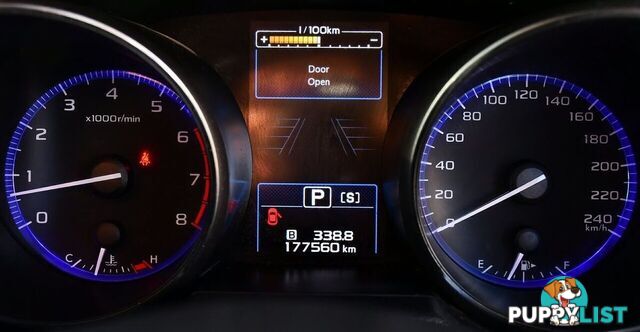 l/100km
+ -
Door
Open
0 1 2 3 4 5 6 7 8
x1000r/min
C H
P [S]
B 338.8
177560 km
0 20 40 60 80 100 120 140 160 180 200 220 240
km/h
E F
PUPPYLIST